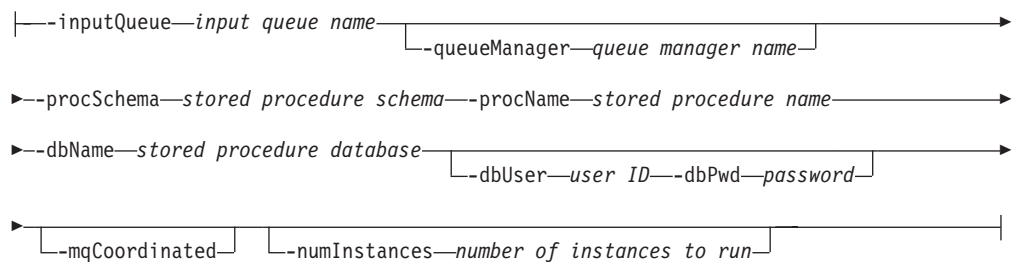 -inputQueue input queue name
-queueManager queue manager name
-procSchema stored procedure schema -procName stored procedure name
-dbName stored procedure database
-dbUser user ID -dbPwd password
-mqCoordinated -numInstances number of instances to run